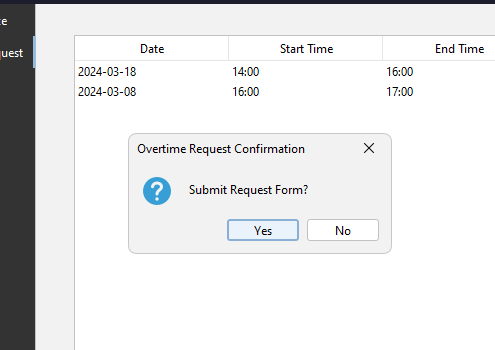 Date Start Time End Time
2024-03-18 14:00 16:00
2024-03-08 16:00 17:00
Overtime Request Confirmation
Submit Request Form?
Yes No